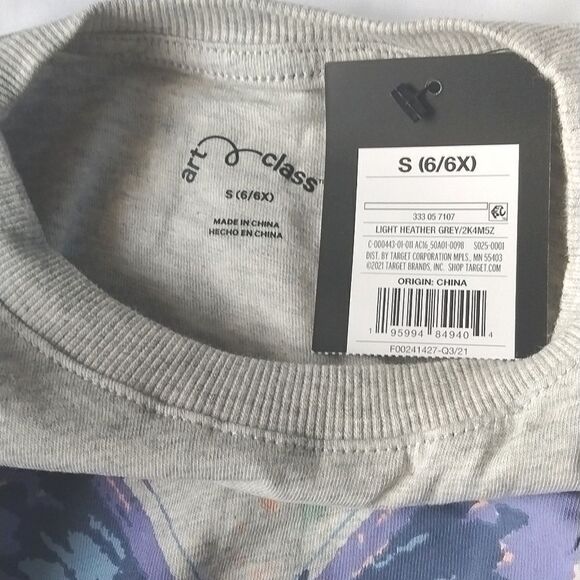 art class
S (6/6X)
MADE IN CHINA
HECHO EN CHINA
S (6/6X)
333 05 7107
LIGHT HEATHER GREY/2K4M5Z
C-000443-01-011 AC16_50A01-0098 S025-0001
DIST. BY TARGET CORPORATION MPLS., MN 55403
©2021 TARGET BRANDS, INC. SHOP TARGET.COM
ORIGIN: CHINA
1 95994 84940 4
F00241427-Q3/21